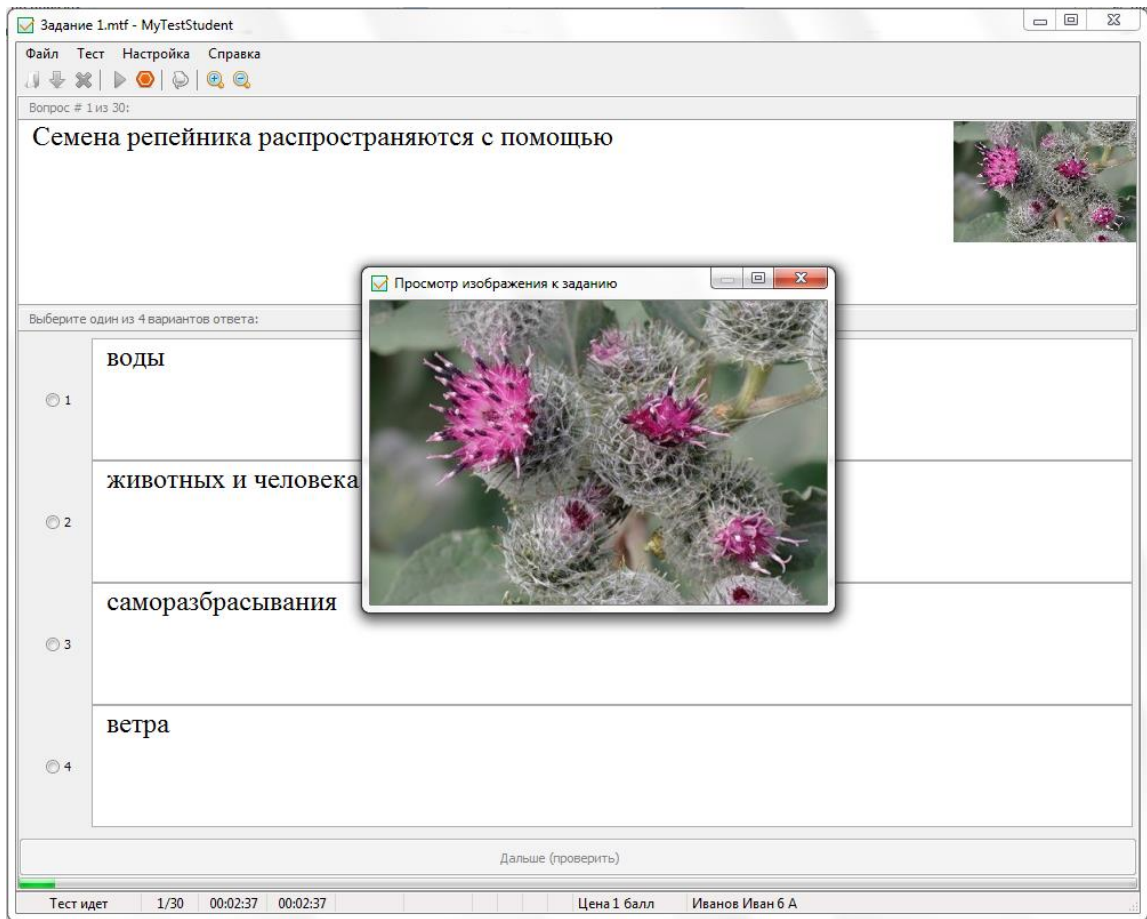 Задание 1.mtf - MyTestStudent
Файл Тест Настройка Справка
Вопрос # 1 из 30:
Семена репейника распространяются с помощью
Просмотр изображения к заданию
Выберите один из 4 вариантов ответа:
1 воды
2 животных и человека
3 саморазбрасывания
4 ветра
Дальше (проверить)
Тест идет 1/30 00:02:37 00:02:37 Цена 1 балл Иванов Иван 6 А